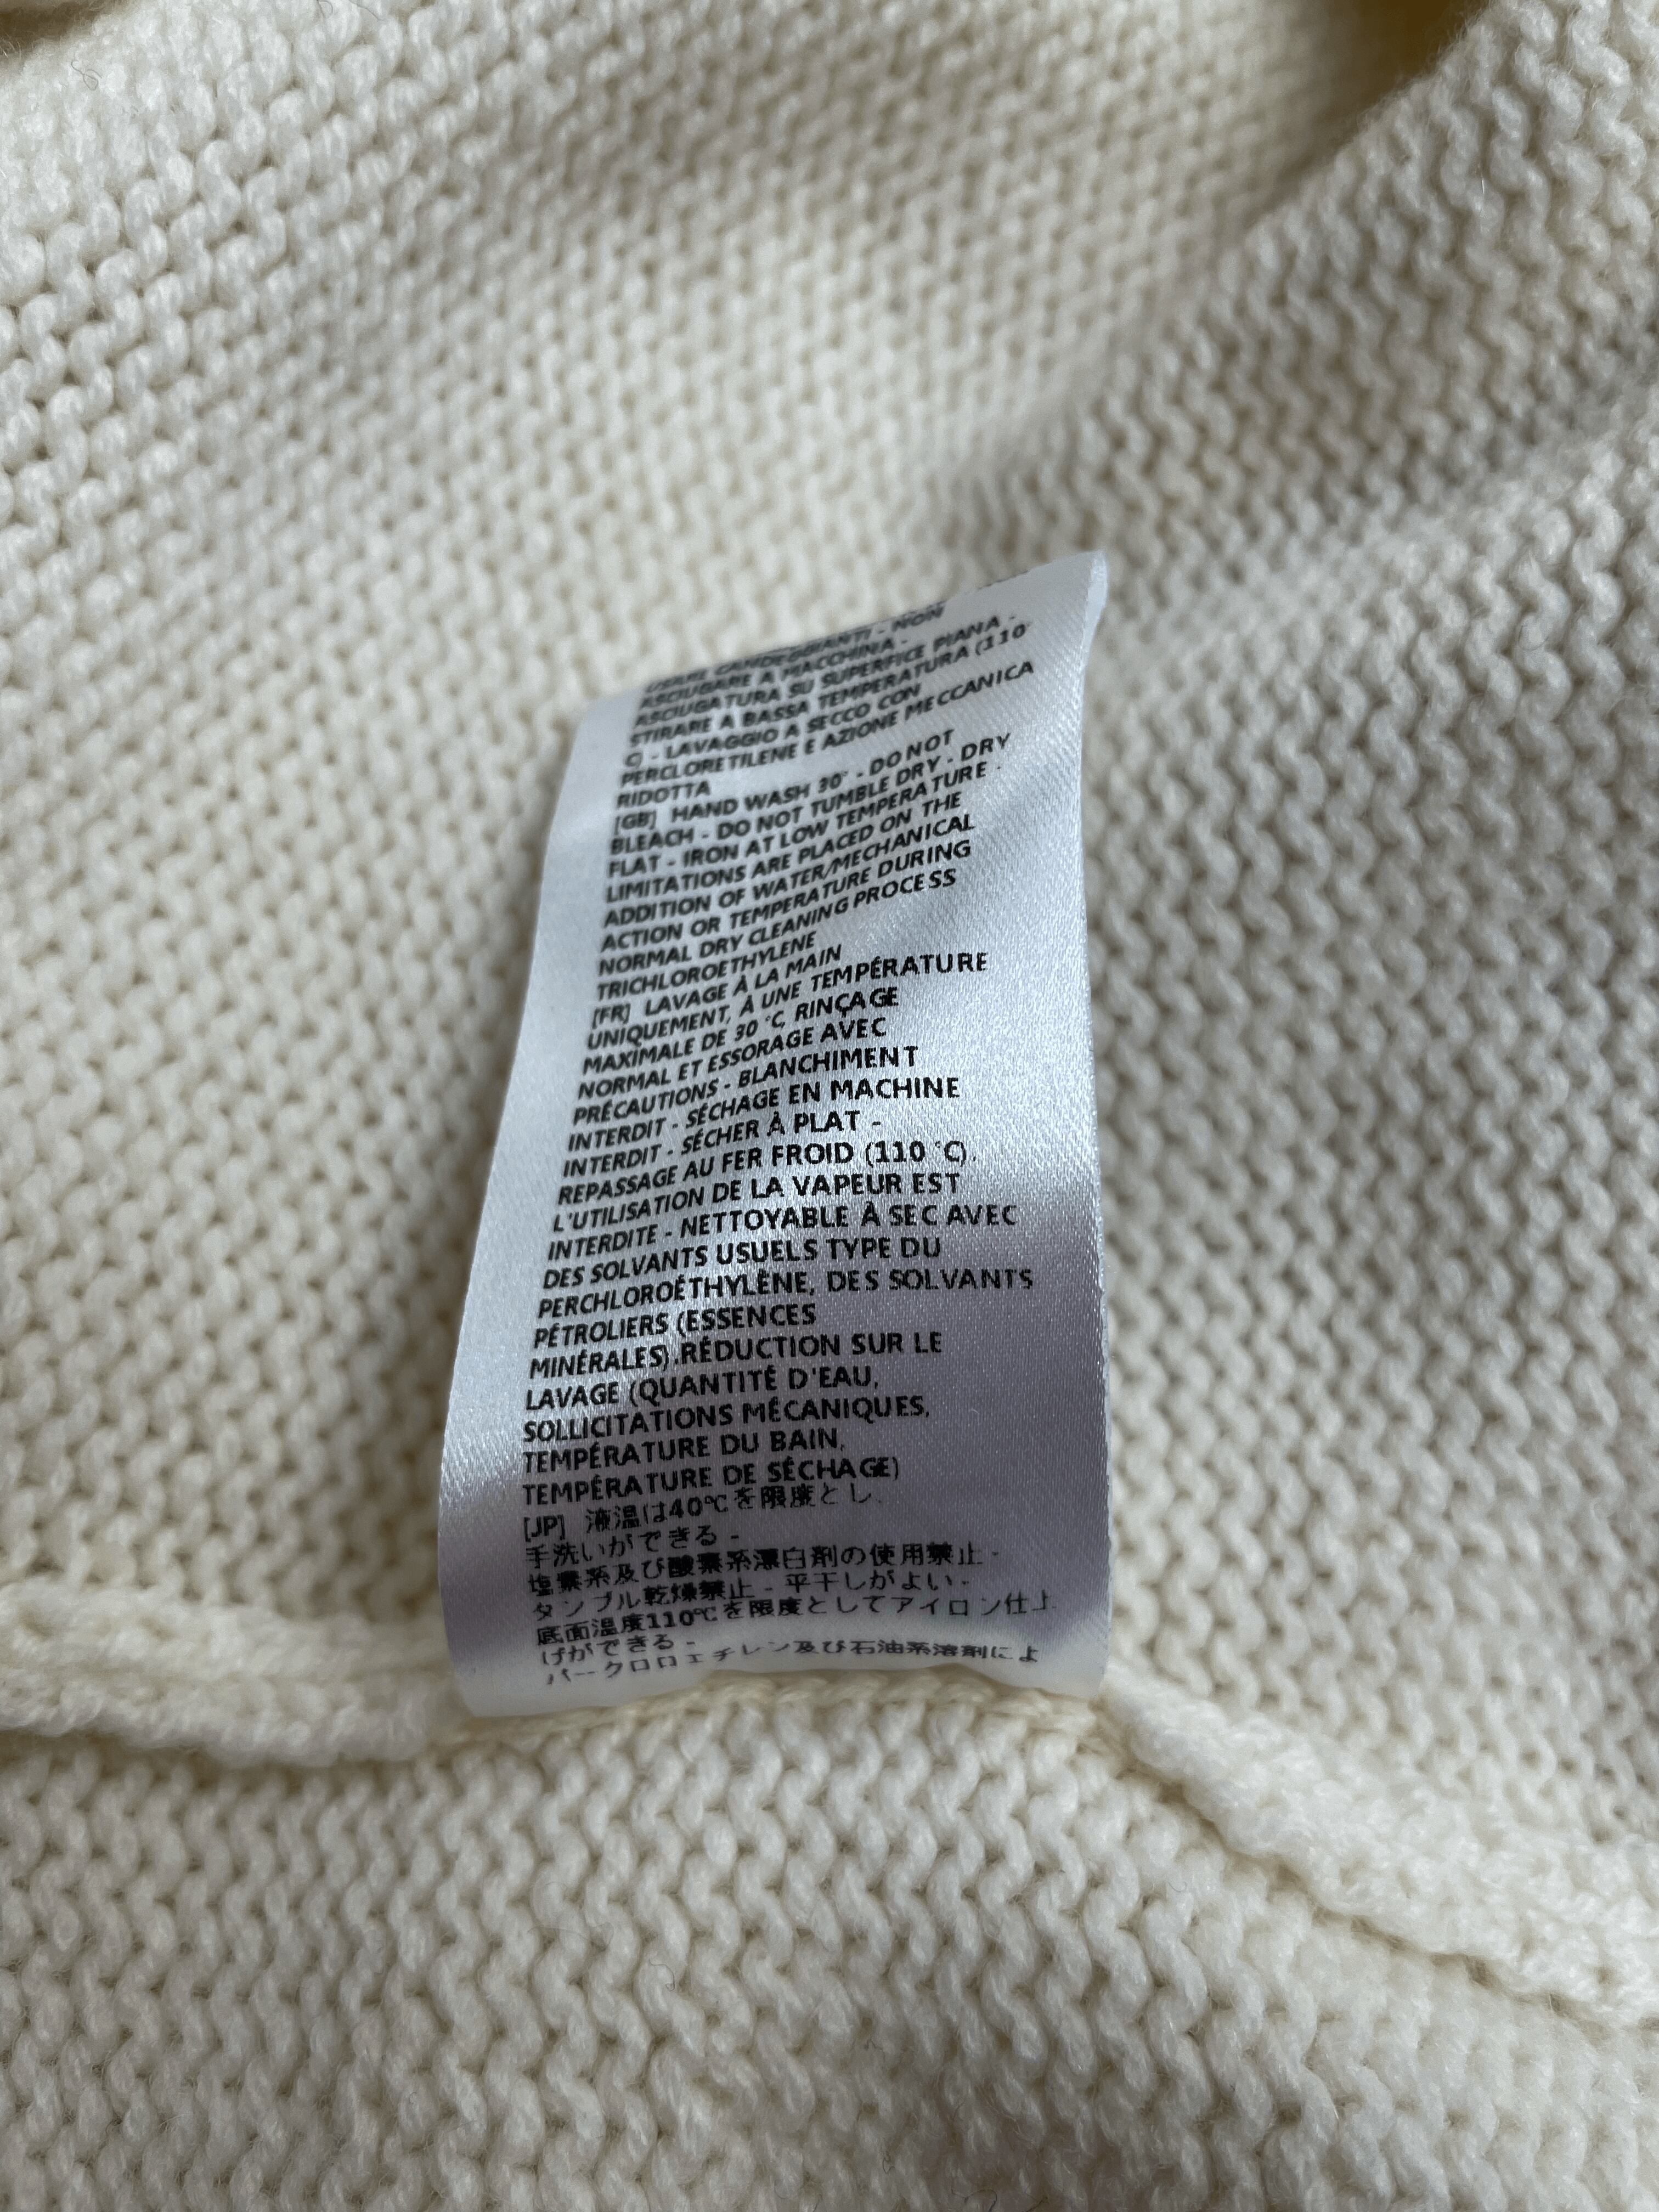 USARE CANDEGGIANTI - NON
ASCIUGARE A MACCHINA -
ASCIUGATURA SU SUPERFICE PIANA -
STIRARE A BASSA TEMPERATURA (110°
C) - LAVAGGIO A SECCO CON
PERCLORETILENE E AZIONE MECCANICA
RIDOTTA
[GB] HAND WASH 30° - DO NOT
BLEACH - DO NOT TUMBLE DRY - DRY
FLAT - IRON AT LOW TEMPERATURE -
LIMITATIONS ARE PLACED ON THE
ADDITION OF WATER/MECHANICAL
ACTION OR TEMPERATURE DURING
NORMAL DRY CLEANING PROCESS
TRICHLOROETHYLENE
[FR] LAVAGE À LA MAIN
UNIQUEMENT, À UNE TEMPÉRATURE
MAXIMALE DE 30 °C, RINÇAGE
NORMAL ET ESSORAGE AVEC
PRÉCAUTIONS - BLANCHIMENT
INTERDIT - SÉCHAGE EN MACHINE
INTERDIT - SÉCHER À PLAT -
REPASSAGE AU FER FROID (110 °C).
L'UTILISATION DE LA VAPEUR EST
INTERDITE - NETTOYABLE À SEC AVEC
DES SOLVANTS USUELS TYPE DU
PERCHLOROÉTHYLÈNE, DES SOLVANTS
PÉTROLIERS (ESSENCES
MINÉRALES).RÉDUCTION SUR LE
LAVAGE (QUANTITÉ D'EAU,
SOLLICITATIONS MÉCANIQUES,
TEMPÉRATURE DU BAIN,
TEMPÉRATURE DE SÉCHAGE)
[JP] 液温は40℃を限度とし、
手洗いができる -
塩素系及び酸素系漂白剤の使用禁止 -
タンブル乾燥禁止 - 平干しがよい -
底面温度110℃を限度としてアイロン仕上
げができる -
パークロロエチレン及び石油系溶剤によ